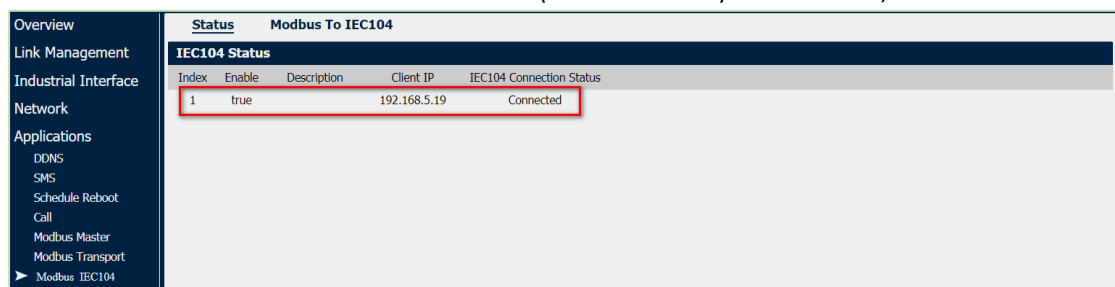 Overview
Link Management
Industrial Interface
Network
Applications
DDNS
SMS
Schedule Reboot
Call
Modbus Master
Modbus Transport
➤ Modbus IEC104
Status Modbus To IEC104
IEC104 Status
Index Enable Description Client IP IEC104 Connection Status
1 true 192.168.5.19 Connected